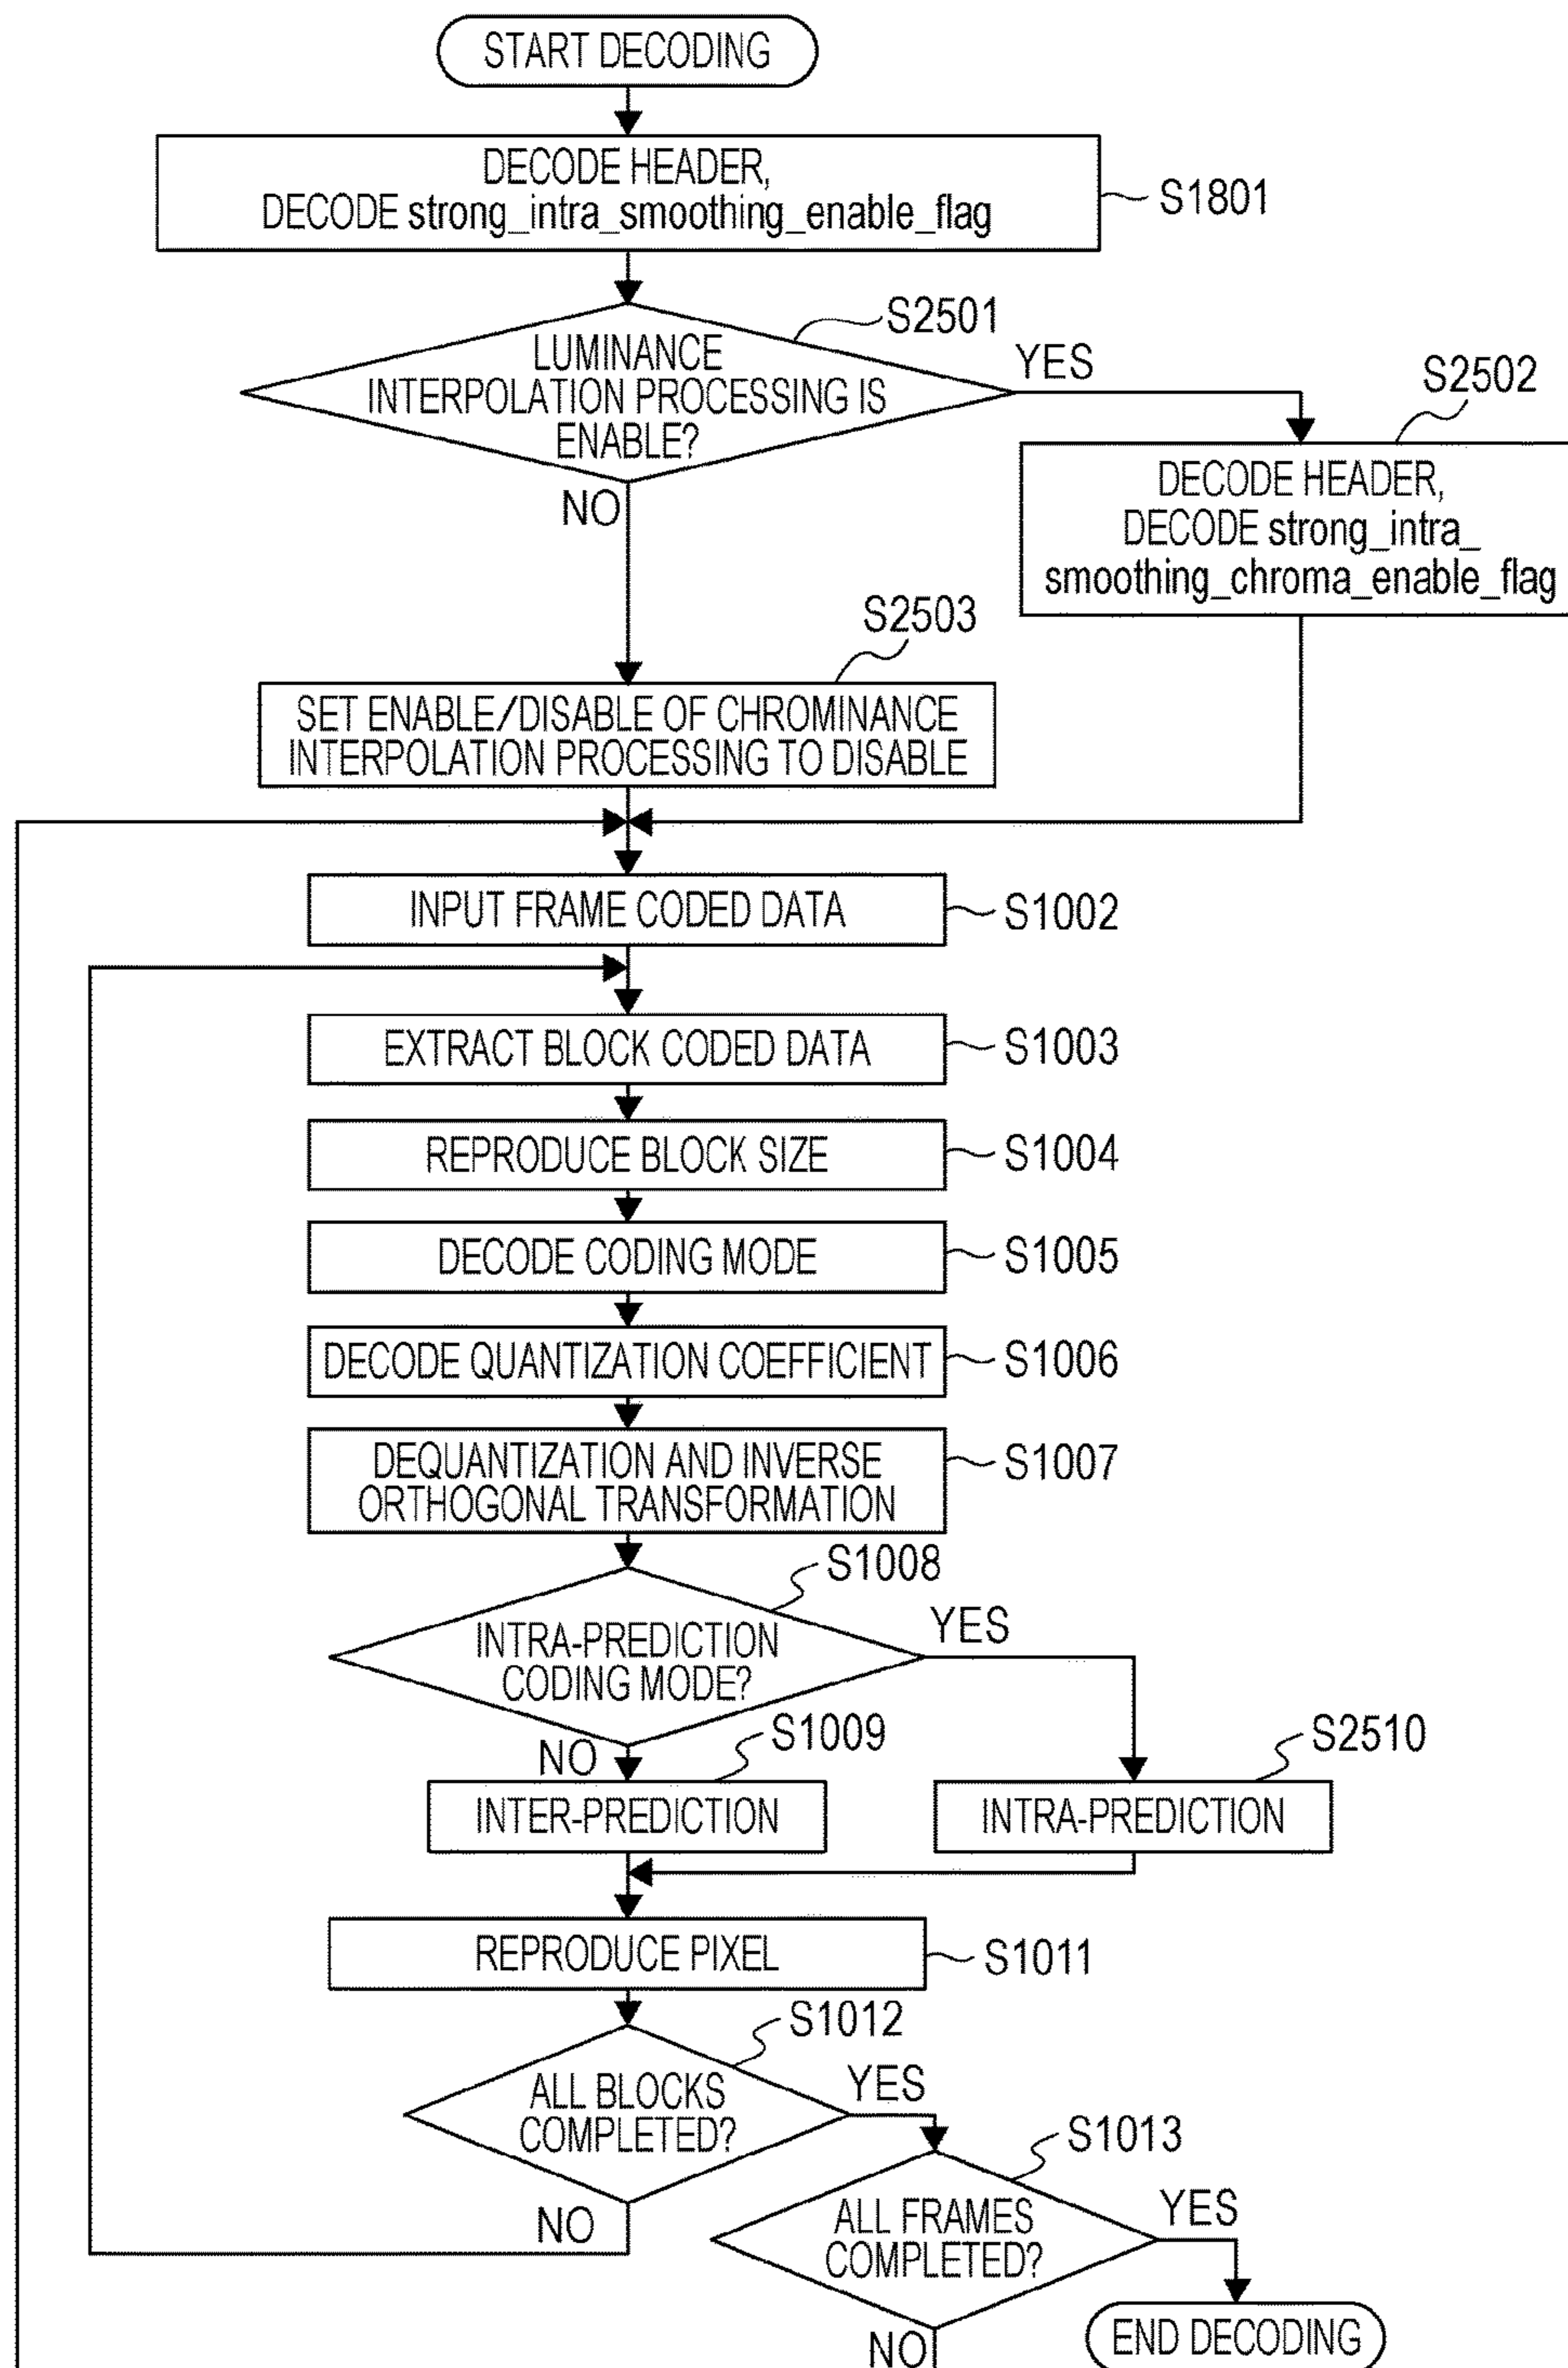 START DECODING
DECODE HEADER,
DECODE strong_intra_smoothing_enable_flag
S1801
S2501
LUMINANCE
INTERPOLATION PROCESSING IS
ENABLE?
YES
NO
S2502
DECODE HEADER,
DECODE strong_intra_
smoothing_chroma_enable_flag
S2503
SET ENABLE/DISABLE OF CHROMINANCE
INTERPOLATION PROCESSING TO DISABLE
INPUT FRAME CODED DATA
S1002
EXTRACT BLOCK CODED DATA
S1003
REPRODUCE BLOCK SIZE
S1004
DECODE CODING MODE
S1005
DECODE QUANTIZATION COEFFICIENT
S1006
DEQUANTIZATION AND INVERSE
ORTHOGONAL TRANSFORMATION
S1007
S1008
INTRA-PREDICTION
CODING MODE?
YES
NO
S1009
INTER-PREDICTION
S2510
INTRA-PREDICTION
REPRODUCE PIXEL
S1011
S1012
ALL BLOCKS
COMPLETED?
YES
NO
S1013
ALL FRAMES
COMPLETED?
YES
NO
END DECODING